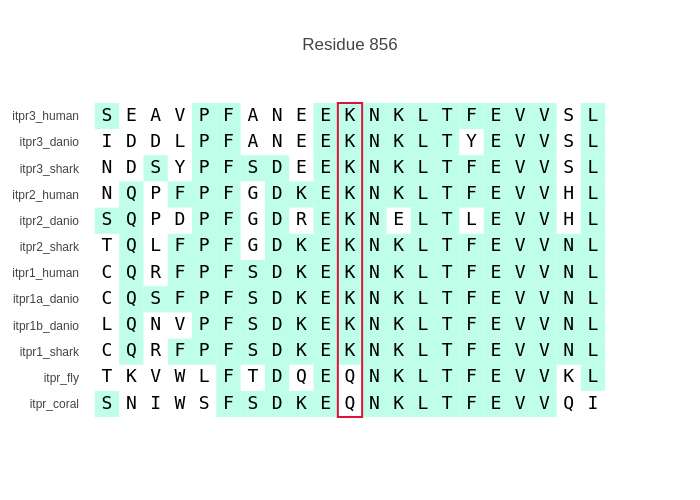 Residue 856
itpr3_human S E A V P F A N E E K N K L T F E V V S L
itpr3_danio I D D L P F A N E E K N K L T Y E V V S L
itpr3_shark N D S Y P F S D E E K N K L T F E V V S L
itpr2_human N Q P F P F G D K E K N K L T F E V V H L
itpr2_danio S Q P D P F G D R E K N E L T L E V V H L
itpr2_shark T Q L F P F G D K E K N K L T F E V V N L
itpr1_human C Q R F P F S D K E K N K L T F E V V N L
itpr1a_danio C Q S F P F S D K E K N K L T F E V V N L
itpr1b_danio L Q N V P F S D K E K N K L T F E V V N L
itpr1_shark C Q R F P F S D K E K N K L T F E V V N L
itpr_fly T K V W L F T D Q E Q N K L T F E V V K L
itpr_coral S N I W S F S D K E Q N K L T F E V V Q I